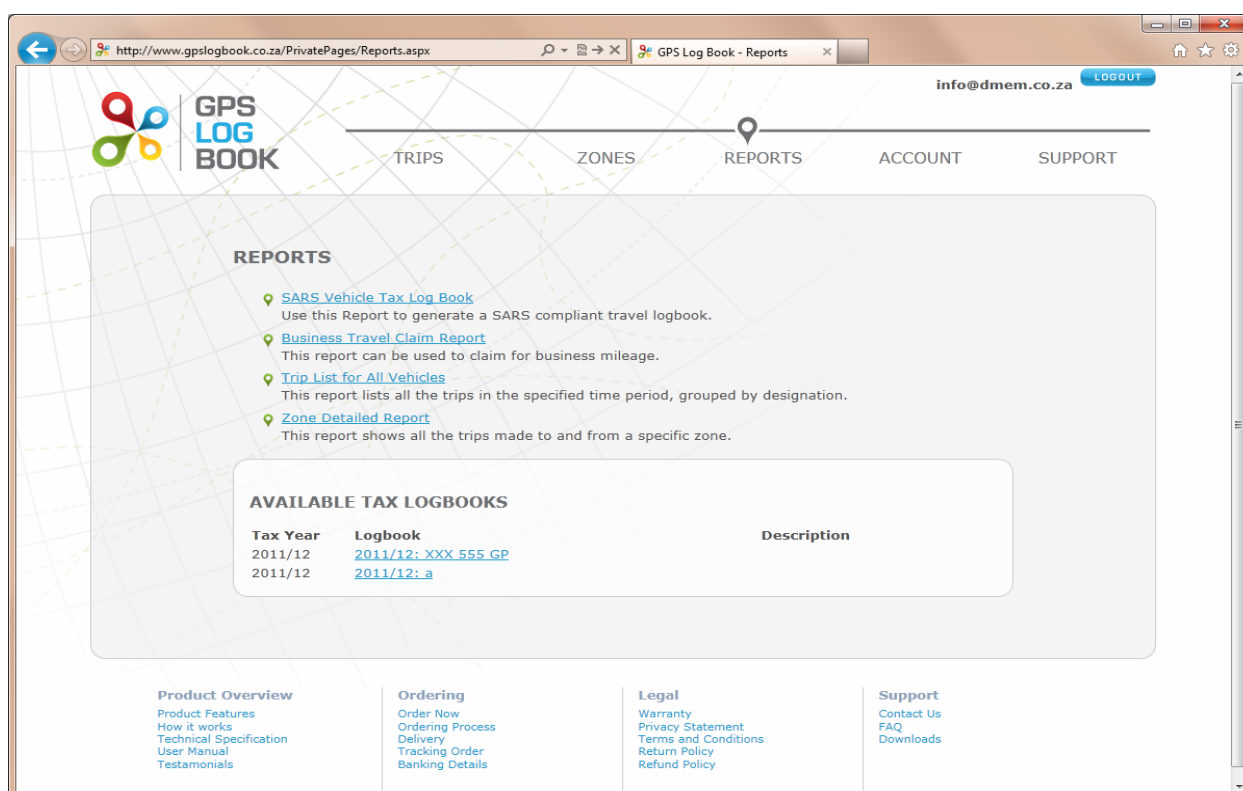 http://www.gpslogbook.co.za/PrivatePages/Reports.aspx
GPS Log Book - Reports
info@dmem.co.za
LOGOUT
GPS
LOG
BOOK
TRIPS ZONES REPORTS ACCOUNT SUPPORT
REPORTS
SARS Vehicle Tax Log Book
Use this Report to generate a SARS compliant travel logbook.
Business Travel Claim Report
This report can be used to claim for business mileage.
Trip List for All Vehicles
This report lists all the trips in the specified time period, grouped by designation.
Zone Detailed Report
This report shows all the trips made to and from a specific zone.
AVAILABLE TAX LOGBOOKS
Tax Year Logbook Description
2011/12 2011/12: XXX 555 GP
2011/12 2011/12: a
Product Overview
Product Features
How it works
Technical Specification
User Manual
Testamonials
Ordering
Order Now
Ordering Process
Delivery
Tracking Order
Banking Details
Legal
Warranty
Privacy Statement
Terms and Conditions
Return Policy
Refund Policy
Support
Contact Us
FAQ
Downloads